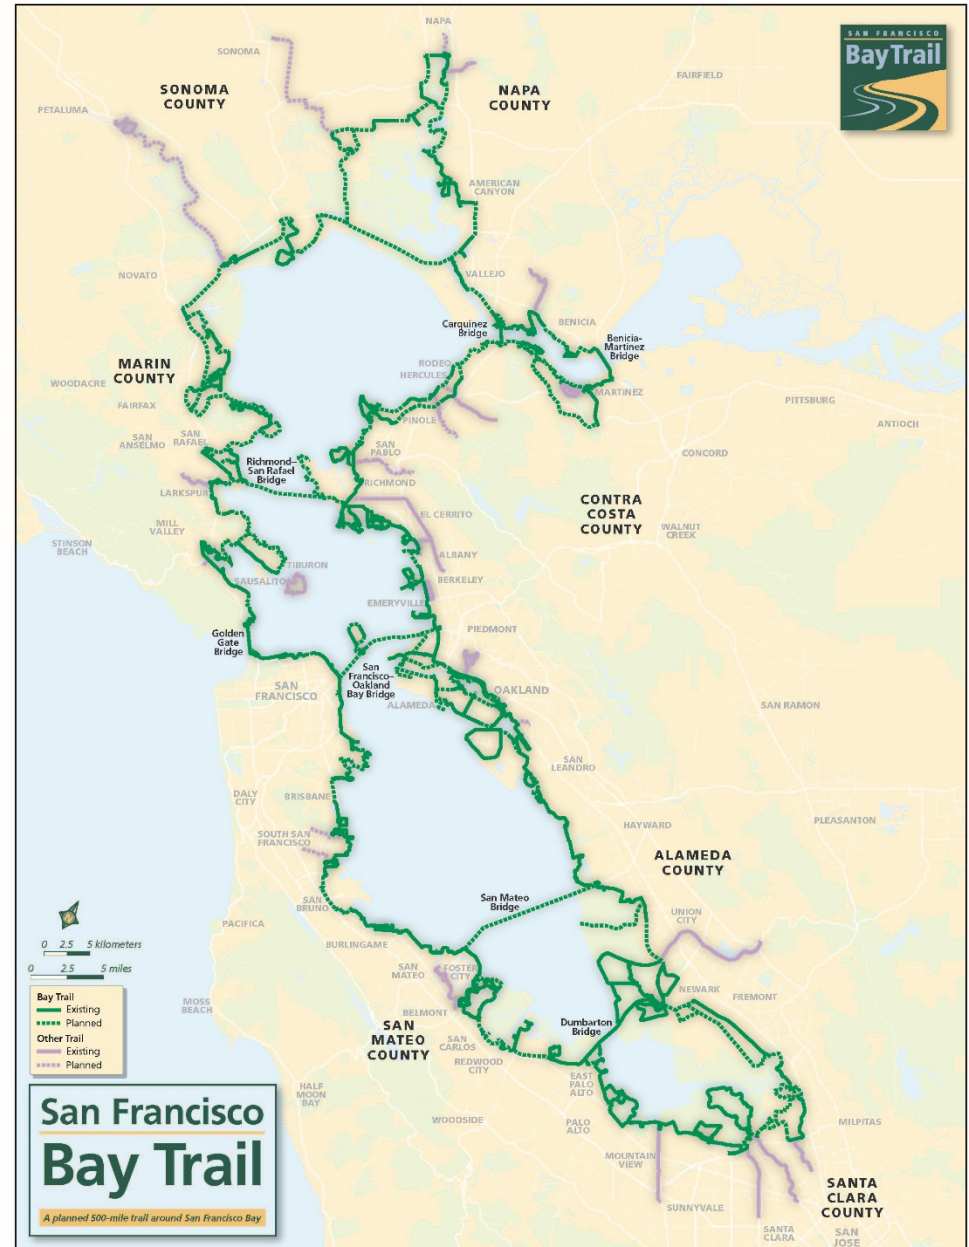 NAPA
SAN FRANCISCO
Bay Trail
SONOMA
SONOMA
COUNTY
NAPA
COUNTY
FAIRFIELD
PETALUMA
AMERICAN
CANYON
NOVATO
VALLEJO
Carquinez
Bridge
BENICIA
Benicia-
Martinez
Bridge
MARIN
COUNTY
RODEO
HERCULES
WOODACRE
FAIRFAX
MARTINEZ
PITTSBURG
PINOLE
ANTIOCH
SAN
ANSELMO
SAN
RAFAEL
SAN
PABLO
CONCORD
Richmond–
San Rafael
Bridge
RICHMOND
LARKSPUR
CONTRA
COSTA
COUNTY
EL CERRITO
MILL
VALLEY
WALNUT
CREEK
STINSON
BEACH
ALBANY
TIBURON
BERKELEY
SAUSALITO
EMERYVILLE
PIEDMONT
Golden
Gate
Bridge
San
Francisco–
Oakland
Bay Bridge
SAN
FRANCISCO
OAKLAND
ALAMEDA
SAN RAMON
SAN
LEANDRO
DALY
CITY
BRISBANE
HAYWARD
PLEASANTON
SOUTH SAN
FRANCISCO
ALAMEDA
COUNTY
SAN
BRUNO
San Mateo
Bridge
PACIFICA
UNION
CITY
BURLINGAME
0 2.5 5 kilometers
0 2.5 5 miles
SAN
MATEO
FOSTER
CITY
NEWARK
FREMONT
MOSS
BEACH
BELMONT
Bay Trail
Existing
Planned
Other Trail
Existing
Planned
SAN
MATEO
COUNTY
SAN
CARLOS
Dumbarton
Bridge
REDWOOD
CITY
EAST
PALO
ALTO
HALF
MOON
BAY
WOODSIDE
PALO
ALTO
MILPITAS
San Francisco
Bay Trail
A planned 500-mile trail around San Francisco Bay
MOUNTAIN
VIEW
SUNNYVALE
SANTA
CLARA
COUNTY
SANTA
CLARA
SAN
JOSE